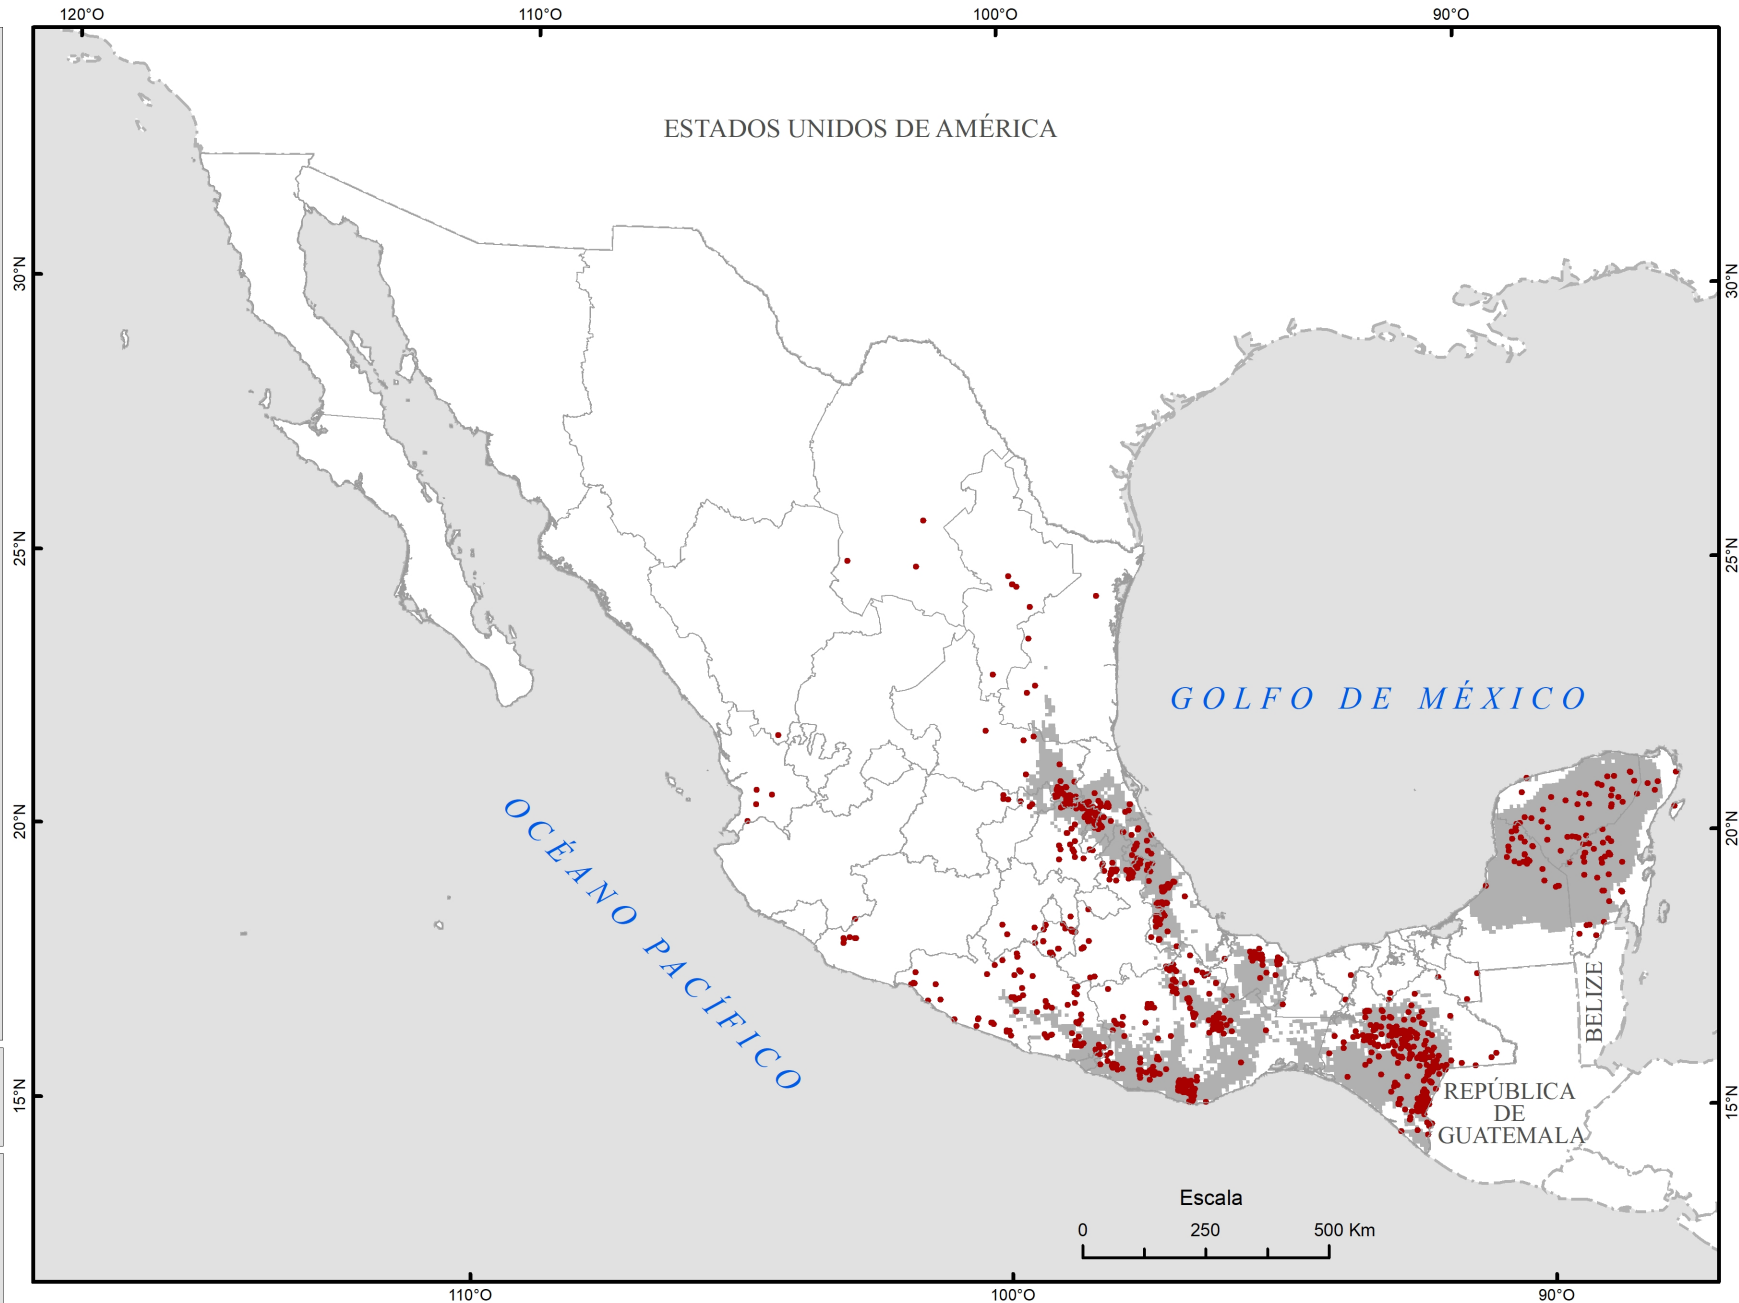 120°O 110°O 100°O 90°O
ESTADOS UNIDOS DE AMÉRICA
30°N 30°N
25°N 25°N
GOLFO DE MÉXICO
OCÉANO PACÍFICO
20°N 20°N
BELIZE
15°N 15°N
REPÚBLICA
DE
GUATEMALA
Escala
0 250 500 Km
110°O 100°O 90°O